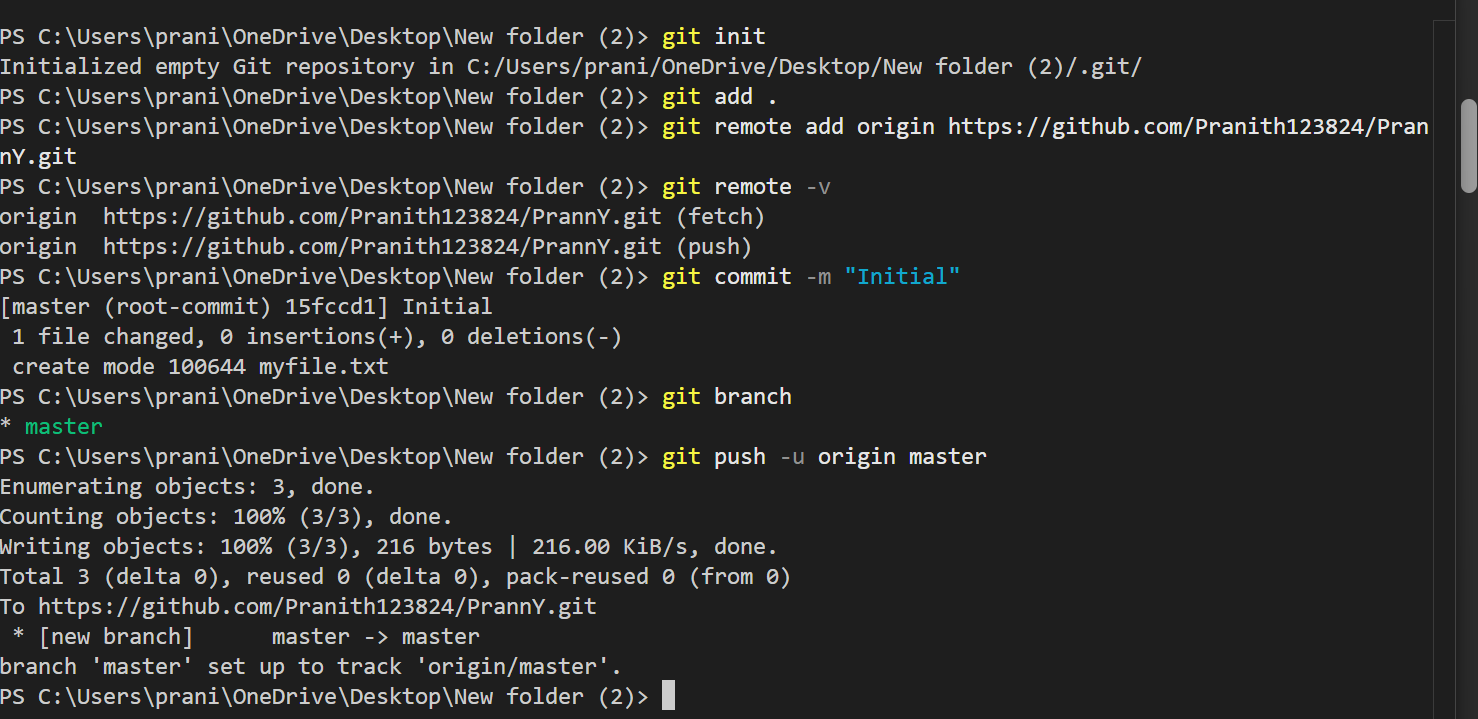 PS C:\Users\prani\OneDrive\Desktop\New folder (2)> git init
Initialized empty Git repository in C:/Users/prani/OneDrive/Desktop/New folder (2)/.git/
PS C:\Users\prani\OneDrive\Desktop\New folder (2)> git add .
PS C:\Users\prani\OneDrive\Desktop\New folder (2)> git remote add origin https://github.com/Pranith123824/Pran
nY.git
PS C:\Users\prani\OneDrive\Desktop\New folder (2)> git remote -v
origin  https://github.com/Pranith123824/PrannY.git (fetch)
origin  https://github.com/Pranith123824/PrannY.git (push)
PS C:\Users\prani\OneDrive\Desktop\New folder (2)> git commit -m "Initial"
[master (root-commit) 15fccd1] Initial
 1 file changed, 0 insertions(+), 0 deletions(-)
 create mode 100644 myfile.txt
PS C:\Users\prani\OneDrive\Desktop\New folder (2)> git branch
* master
PS C:\Users\prani\OneDrive\Desktop\New folder (2)> git push -u origin master
Enumerating objects: 3, done.
Counting objects: 100% (3/3), done.
Writing objects: 100% (3/3), 216 bytes | 216.00 KiB/s, done.
Total 3 (delta 0), reused 0 (delta 0), pack-reused 0 (from 0)
To https://github.com/Pranith123824/PrannY.git
 * [new branch]      master -> master
branch 'master' set up to track 'origin/master'.
PS C:\Users\prani\OneDrive\Desktop\New folder (2)>